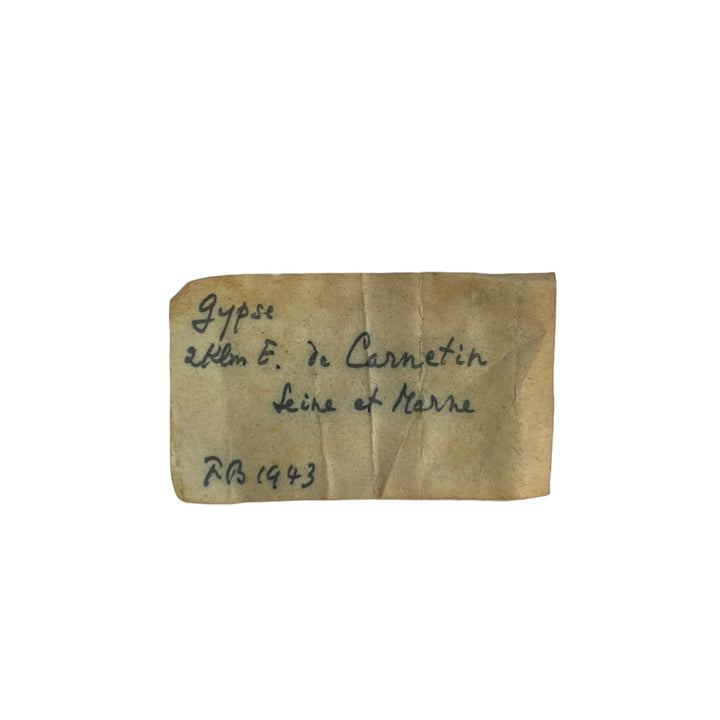 Gypse
2Klm E. de Carnetin
Seine et Marne
FB 1943